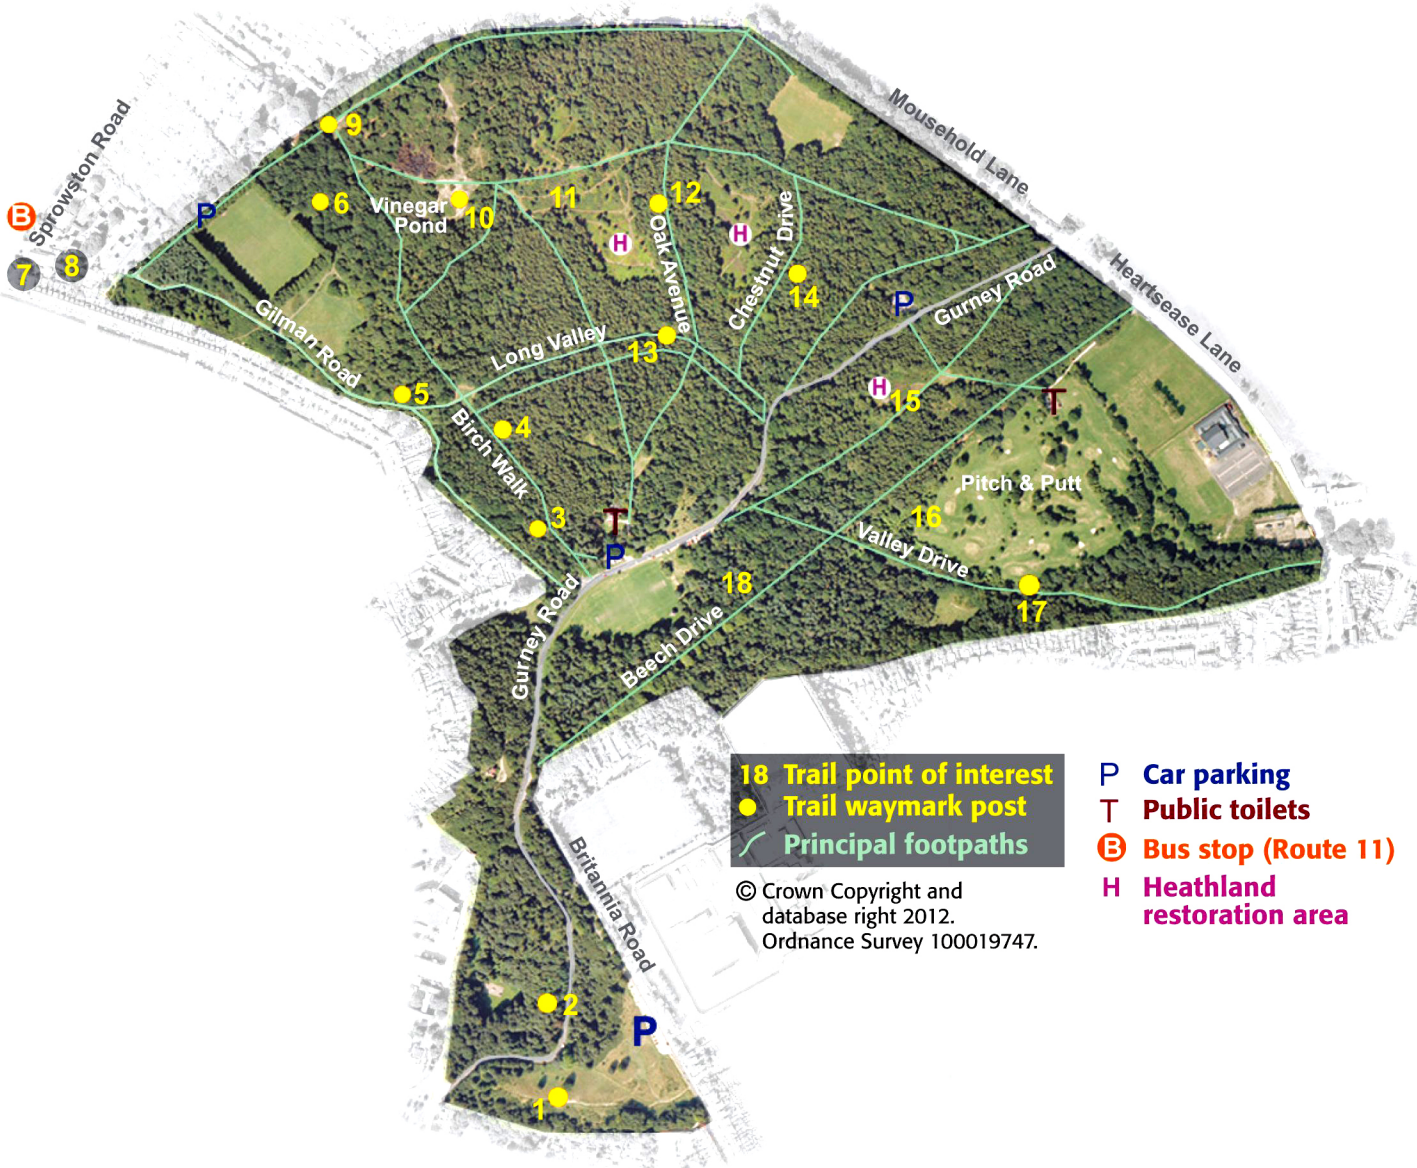 Mousehold Lane
Sprowston Road
9
P
B
6
Vinegar
Pond
10
11
12
7
8
H
H
Oak Avenue
Chestnut Drive
14
P
Gurney Road
Heartsease Lane
Gilman Road
Long Valley
13
5
H
15
T
Birch Walk
4
Pitch & Putt
3
T
P
16
Valley Drive
18
17
Gurney Road
Beech Drive
18 Trail point of interest
Trail waymark post
Principal footpaths
P Car parking
T Public toilets
B Bus stop (Route 11)
H Heathland
restoration area
© Crown Copyright and
database right 2012.
Ordnance Survey 100019747.
Britannia Road
2
P
1